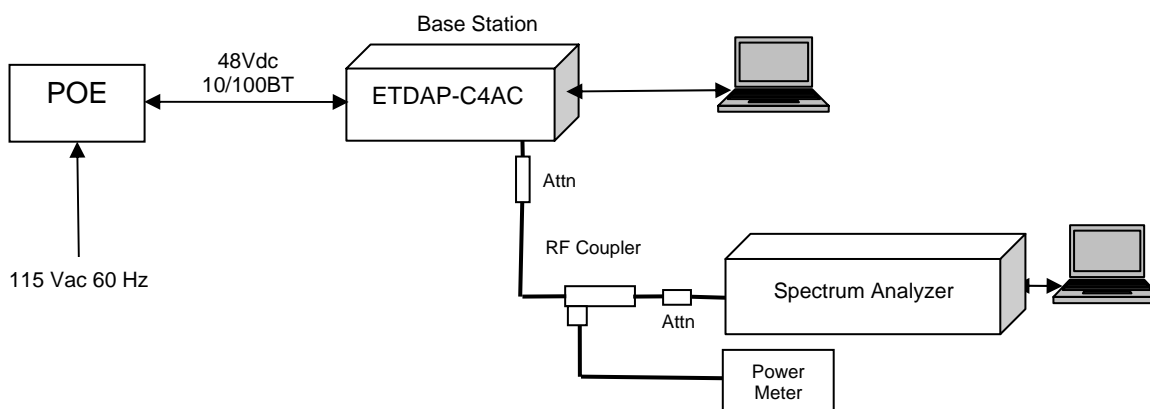 Base Station
48Vdc
10/100BT
POE
ETDAP-C4AC
Attn
RF Coupler
115 Vac 60 Hz
Spectrum Analyzer
Attn
Power
Meter